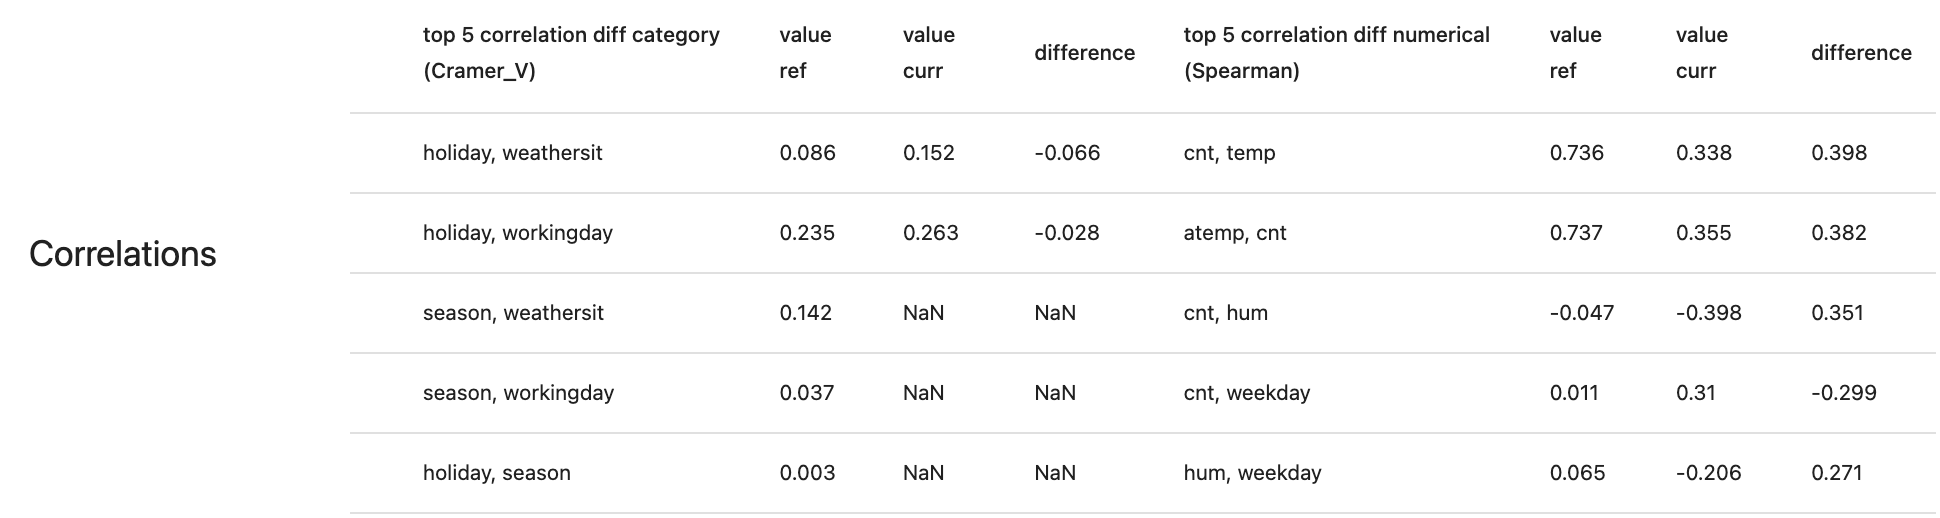 top 5 correlation diff category (Cramer_V) value ref value curr difference top 5 correlation diff numerical (Spearman) value ref value curr difference
Correlations
holiday, weathersit 0.086 0.152 -0.066 cnt, temp 0.736 0.338 0.398
holiday, workingday 0.235 0.263 -0.028 atemp, cnt 0.737 0.355 0.382
season, weathersit 0.142 NaN NaN cnt, hum -0.047 -0.398 0.351
season, workingday 0.037 NaN NaN cnt, weekday 0.011 0.31 -0.299
holiday, season 0.003 NaN NaN hum, weekday 0.065 -0.206 0.271